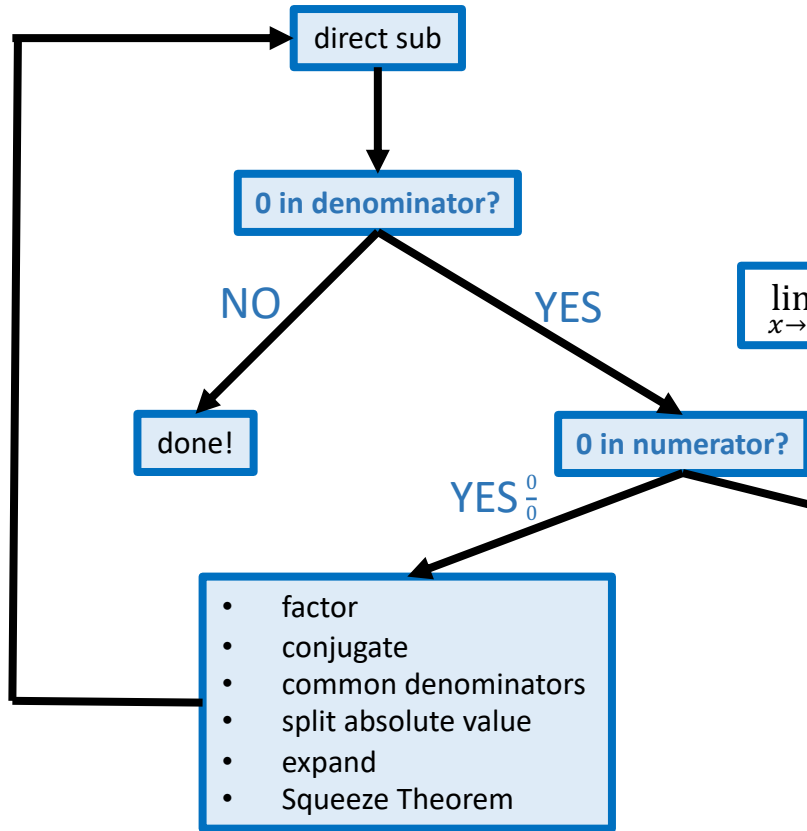 direct sub
0 in denominator?
NO
YES
lin
x→
done!
0 in numerator?
YES 0/0
• factor
• conjugate
• common denominators
• split absolute value
• expand
• Squeeze Theorem